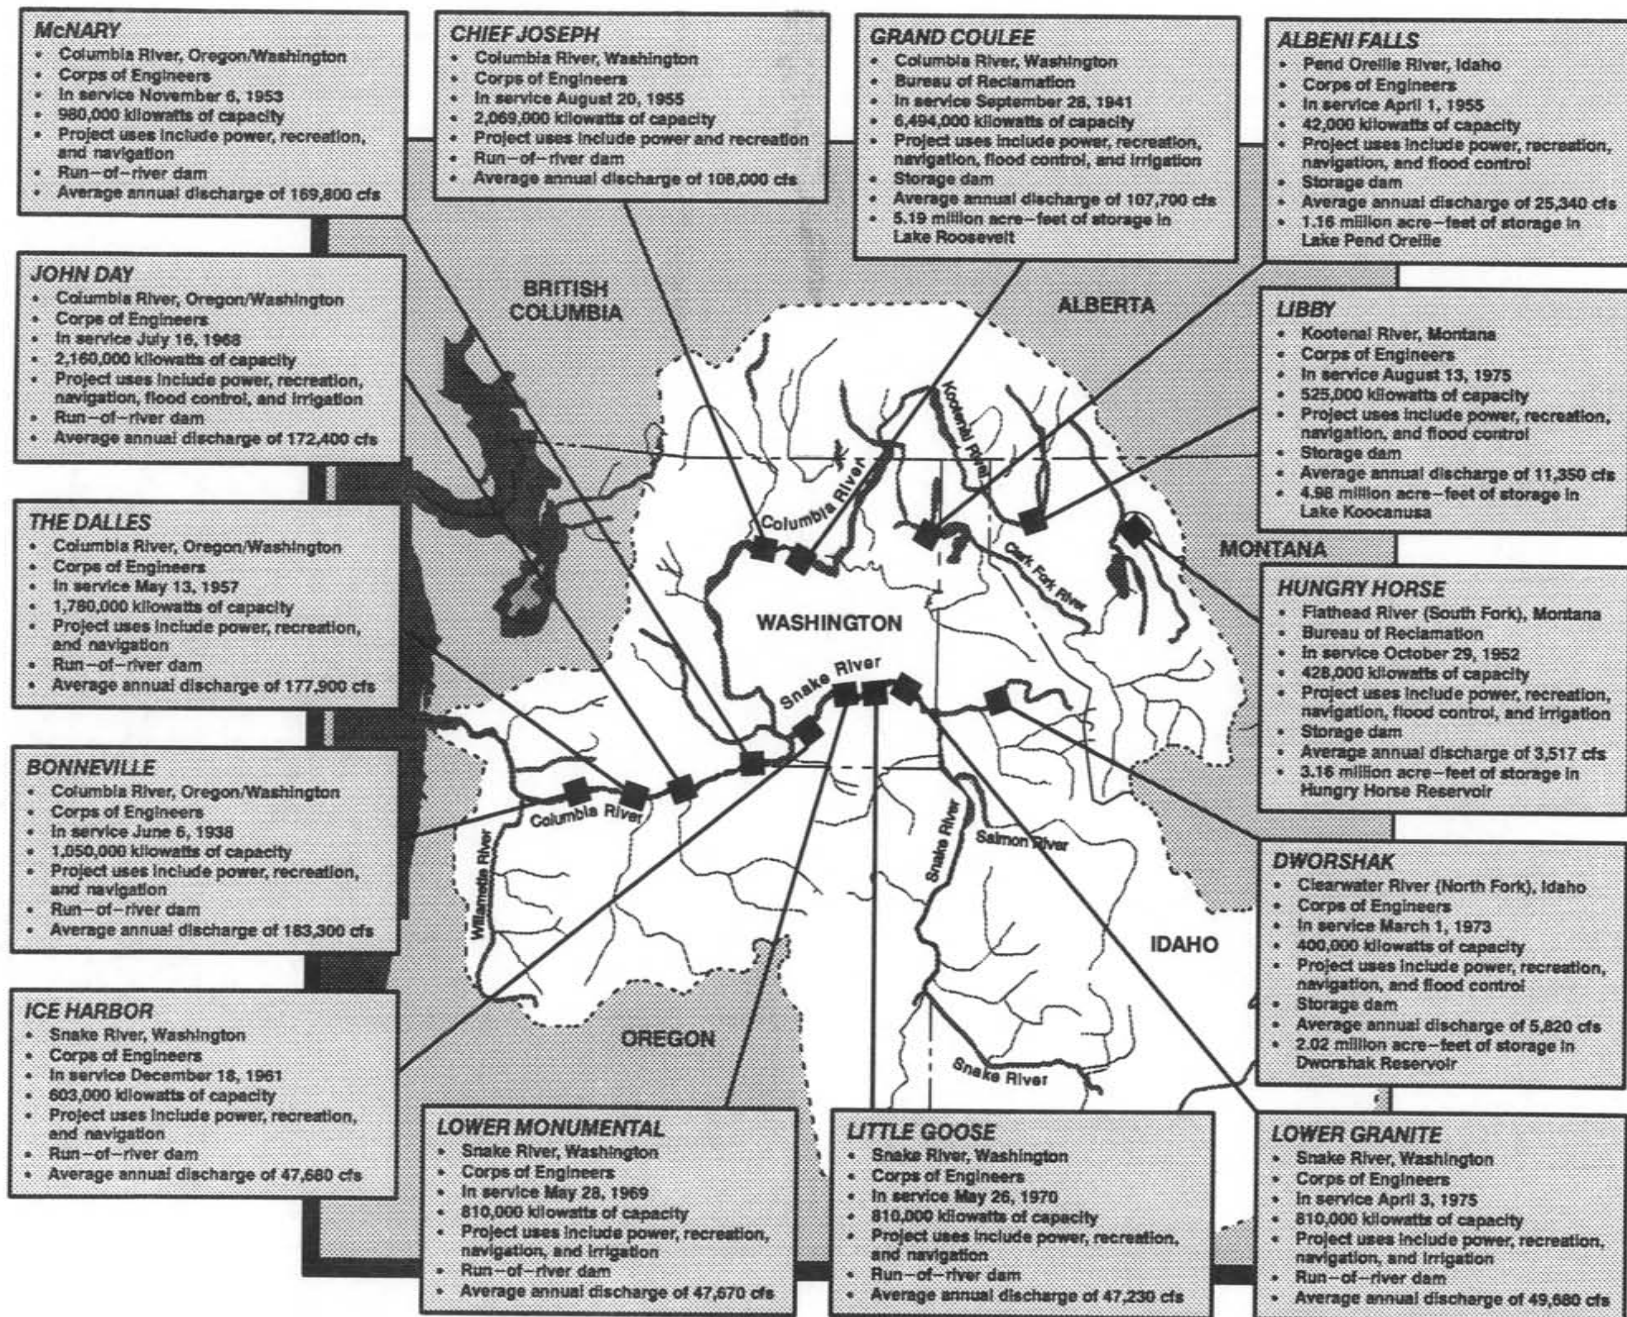 McNARY
• Columbia River, Oregon/Washington
• Corps of Engineers
• In service November 6, 1953
• 980,000 kilowatts of capacity
• Project uses include power, recreation,
and navigation
• Run-of-river dam
• Average annual discharge of 169,800 cfs
CHIEF JOSEPH
• Columbia River, Washington
• Corps of Engineers
• In service August 20, 1955
• 2,069,000 kilowatts of capacity
• Project uses include power and recreation
• Run-of-river dam
• Average annual discharge of 108,000 cfs
GRAND COULEE
• Columbia River, Washington
• Bureau of Reclamation
• In service September 28, 1941
• 6,494,000 kilowatts of capacity
• Project uses include power, recreation,
navigation, flood control, and irrigation
• Storage dam
• Average annual discharge of 107,700 cfs
• 5.19 million acre-feet of storage in
Lake Roosevelt
ALBENI FALLS
• Pend Oreille River, Idaho
• Corps of Engineers
• In service April 1, 1955
• 42,000 kilowatts of capacity
• Project uses include power, recreation,
navigation, and flood control
• Storage dam
• Average annual discharge of 25,340 cfs
• 1.16 million acre-feet of storage in
Lake Pend Oreille
JOHN DAY
• Columbia River, Oregon/Washington
• Corps of Engineers
• In service July 16, 1968
• 2,160,000 kilowatts of capacity
• Project uses include power, recreation,
navigation, flood control, and irrigation
• Run-of-river dam
• Average annual discharge of 172,400 cfs
LIBBY
• Kootenai River, Montana
• Corps of Engineers
• In service August 13, 1975
• 525,000 kilowatts of capacity
• Project uses include power, recreation,
navigation, and flood control
• Storage dam
• Average annual discharge of 11,350 cfs
• 4.98 million acre-feet of storage in
Lake Koocanusa
THE DALLES
• Columbia River, Oregon/Washington
• Corps of Engineers
• In service May 13, 1957
• 1,780,000 kilowatts of capacity
• Project uses include power, recreation,
and navigation
• Run-of-river dam
• Average annual discharge of 177.900 cfs
HUNGRY HORSE
• Flathead River (South Fork), Montana
• Bureau of Reclamation
• In service October 29, 1952
• 428,000 kilowatts of capacity
• Project uses include power, recreation,
navigation, flood control, and irrigation
• Storage dam
• Average annual discharge of 3,517 cfs
• 3.16 million acre-feet of storage in
Hungry Horse Reservoir
BONNEVILLE
• Columbia River, Oregon/Washington
• Corps of Engineers
• In service June 6, 1938
• 1,050,000 kilowatts of capacity
• Project uses include power, recreation,
and navigation
• Run-of-river dam
• Average annual discharge of 183,300 cfs
DWORSHAK
• Clearwater River (North Fork), Idaho
• Corps of Engineers
• In service March 1, 1973
• 400,000 kilowatts of capacity
• Project uses include power, recreation,
navigation, and flood control
• Storage dam
• Average annual discharge of 5,820 cfs
• 2.02 million acre-feet of storage in
Dworshak Reservoir
ICE HARBOR
• Snake River, Washington
• Corps of Engineers
• In service December 18, 1961
• 603,000 kilowatts of capacity
• Project uses include power, recreation,
and navigation
• Run-of-river dam
• Average annual discharge of 47,680 cfs
LOWER MONUMENTAL
• Snake River, Washington
• Corps of Engineers
• In service May 28, 1969
• 810,000 kilowatts of capacity
• Project uses include power, recreation,
navigation, and irrigation
• Run-of-river dam
• Average annual discharge of 47,670 cfs
LITTLE GOOSE
• Snake River, Washington
• Corps of Engineers
• In service May 26, 1970
• 810,000 kilowatts of capacity
• Project uses include power, recreation,
and navigation
• Run-of-river dam
• Average annual discharge of 47,230 cfs
LOWER GRANITE
• Snake River, Washington
• Corps of Engineers
• In service April 3, 1975
• 810,000 kilowatts of capacity
• Project uses include power, recreation,
navigation, and irrigation
• Run-of-river dam
• Average annual discharge of 49,680 cfs
BRITISH
COLUMBIA
ALBERTA
Kootenai River
Columbia River
Clark Fork River
MONTANA
WASHINGTON
Snake River
Columbia River
Willamette River
Snake River
Salmon River
IDAHO
OREGON
Snake River